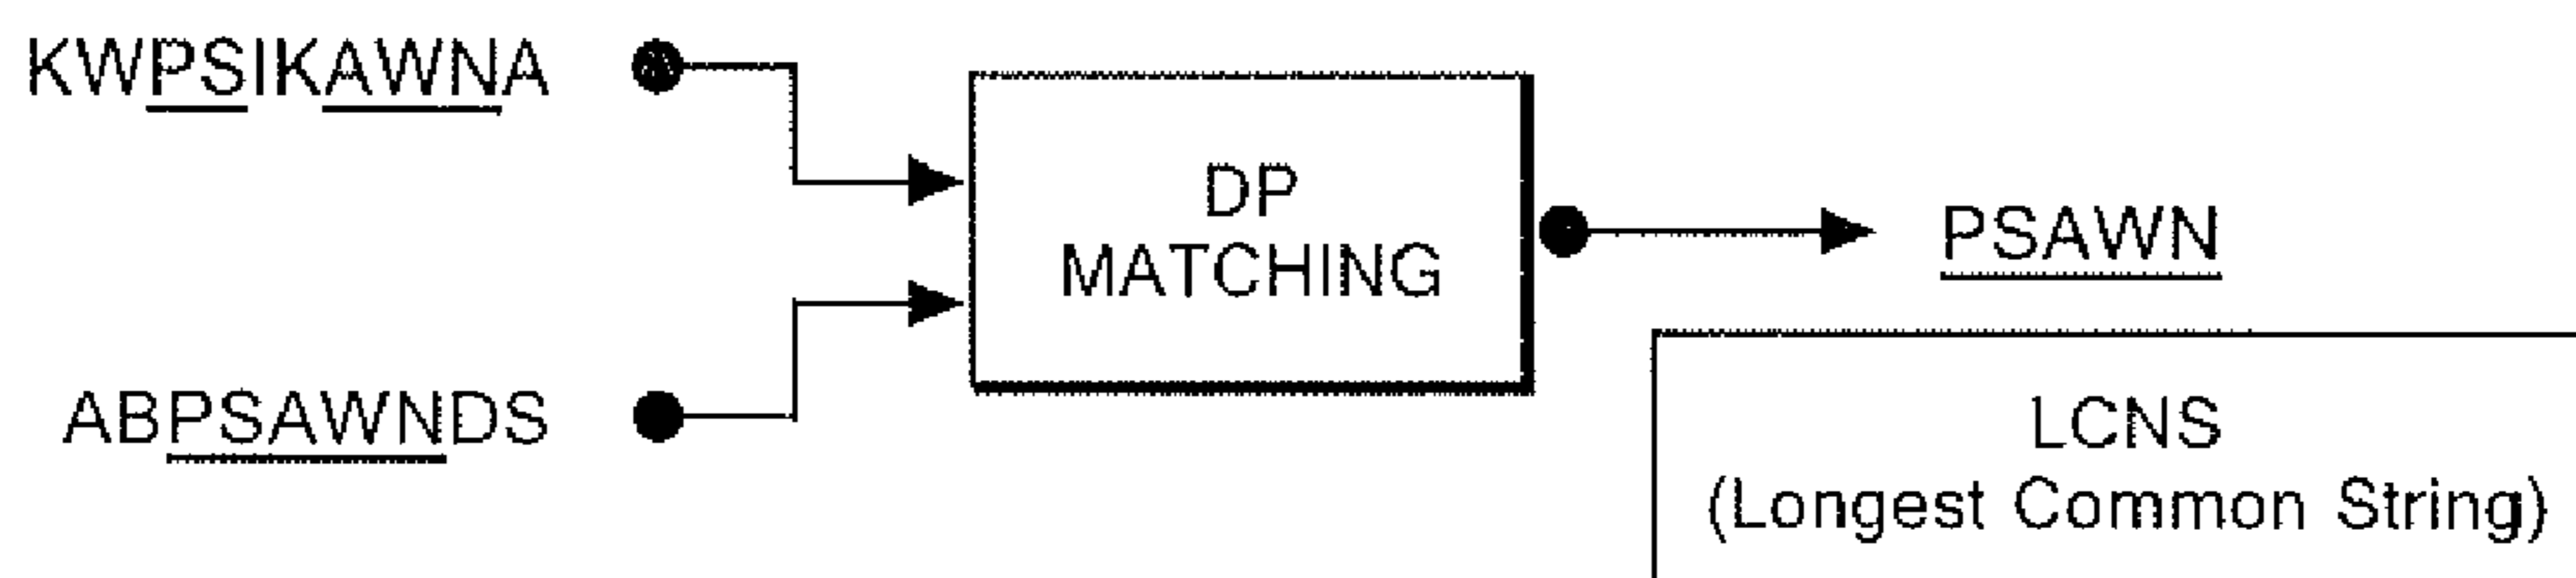 KWPSIKAWNA
ABPSAWNDS
DP
MATCHING
PSAWN
LCNS
(Longest Common String)